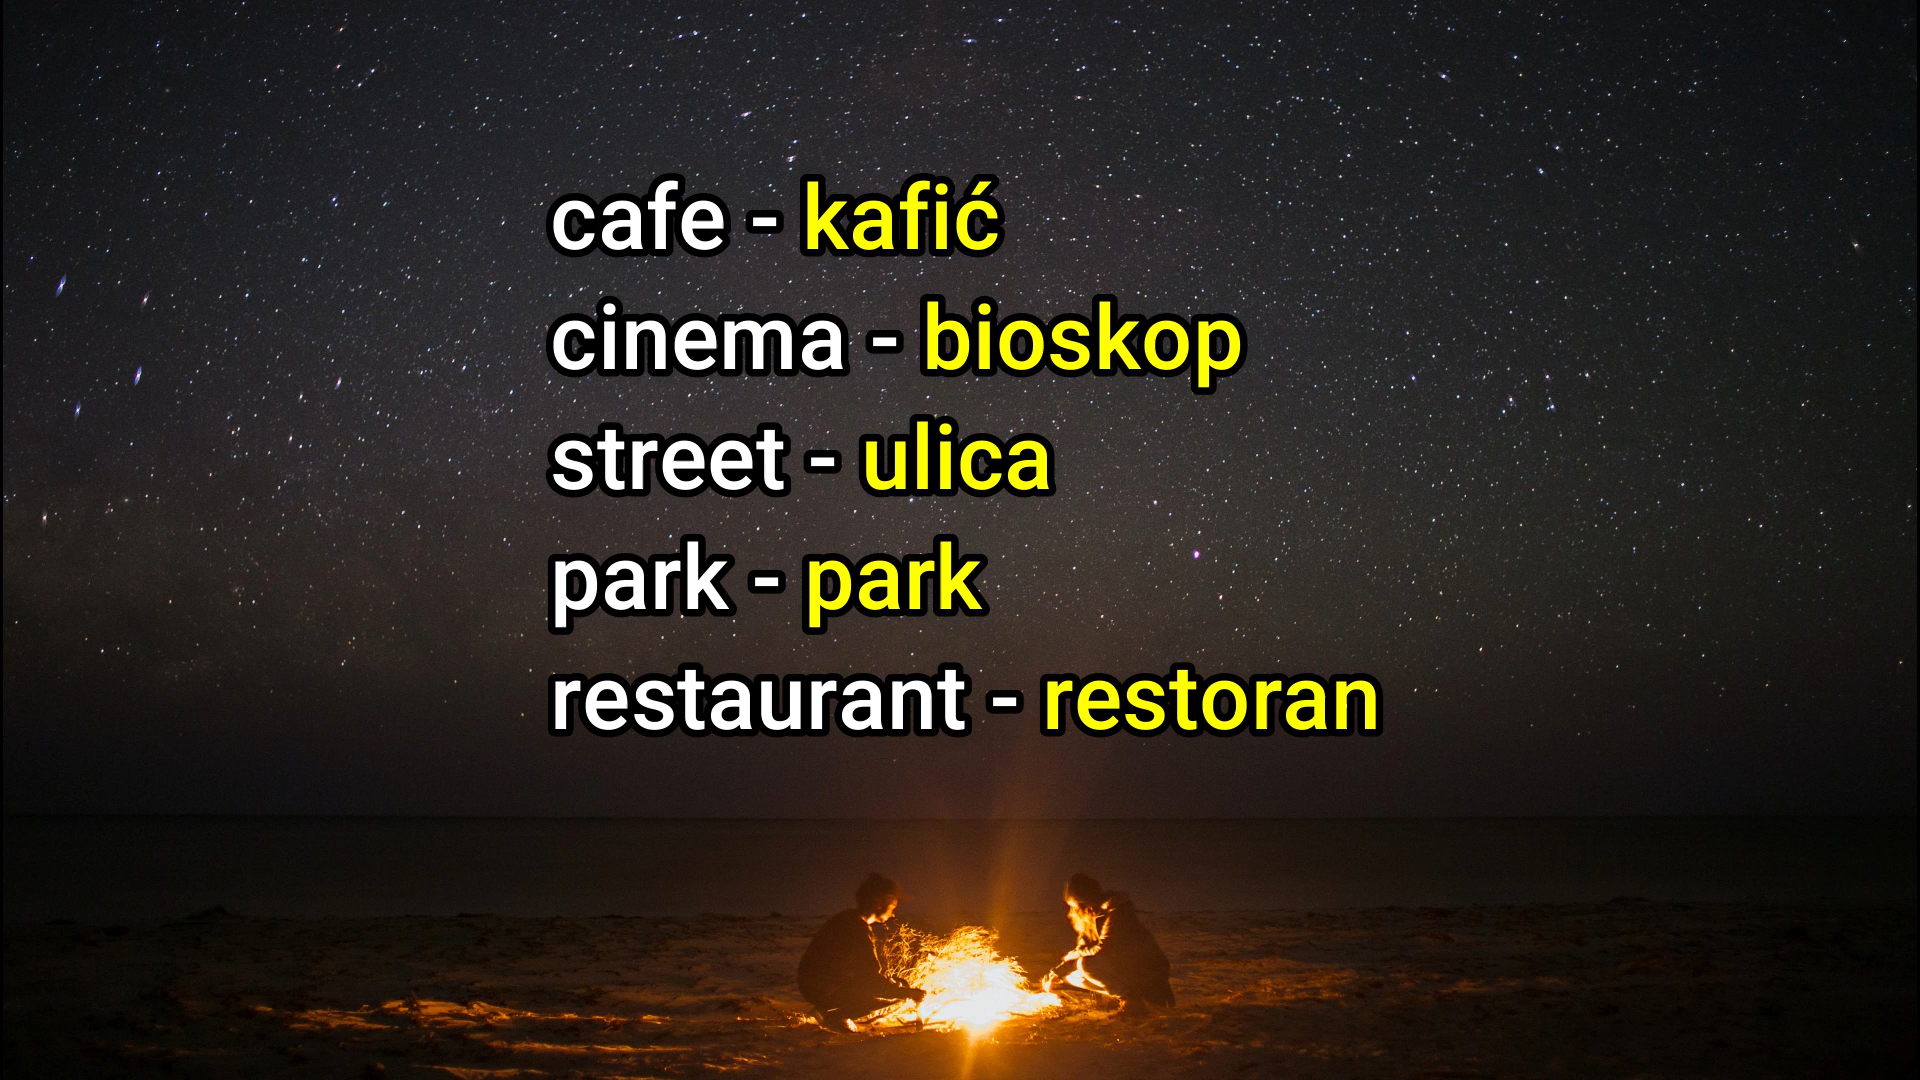 cafe - kafić
cinema - bioskop
street - ulica
park - park
restaurant - restoran